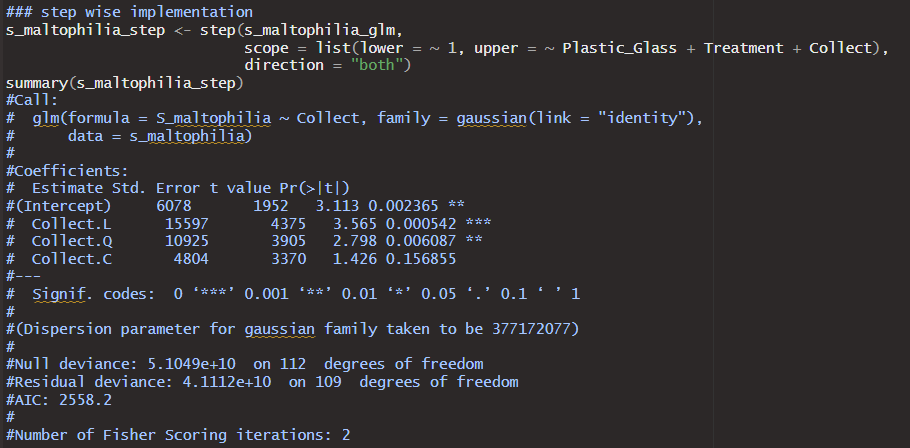 ### step wise implementation
s_maltophilia_step <- step(s_maltophilia_glm,
                           scope = list(lower = ~ 1, upper = ~ Plastic_Glass + Treatment + Collect),
                           direction = "both")
summary(s_maltophilia_step)
#Call:
#  glm(formula = S_maltophilia ~ Collect, family = gaussian(link = "identity"),
#      data = s_maltophilia)
#
#Coefficients:
#  Estimate Std. Error t value Pr(>|t|)
#(Intercept)     6078       1952   3.113 0.002365 **
#  Collect.L      15597       4375   3.565 0.000542 ***
#  Collect.Q      10925       3905   2.798 0.006087 **
#  Collect.C       4804       3370   1.426 0.156855
#---
#  Signif. codes:  0 ‘***’ 0.001 ‘**’ 0.01 ‘*’ 0.05 ‘.’ 0.1 ‘ ’ 1
#
#(Dispersion parameter for gaussian family taken to be 377172077)
#
#Null deviance: 5.1049e+10  on 112  degrees of freedom
#Residual deviance: 4.1112e+10  on 109  degrees of freedom
#AIC: 2558.2
#
#Number of Fisher Scoring iterations: 2